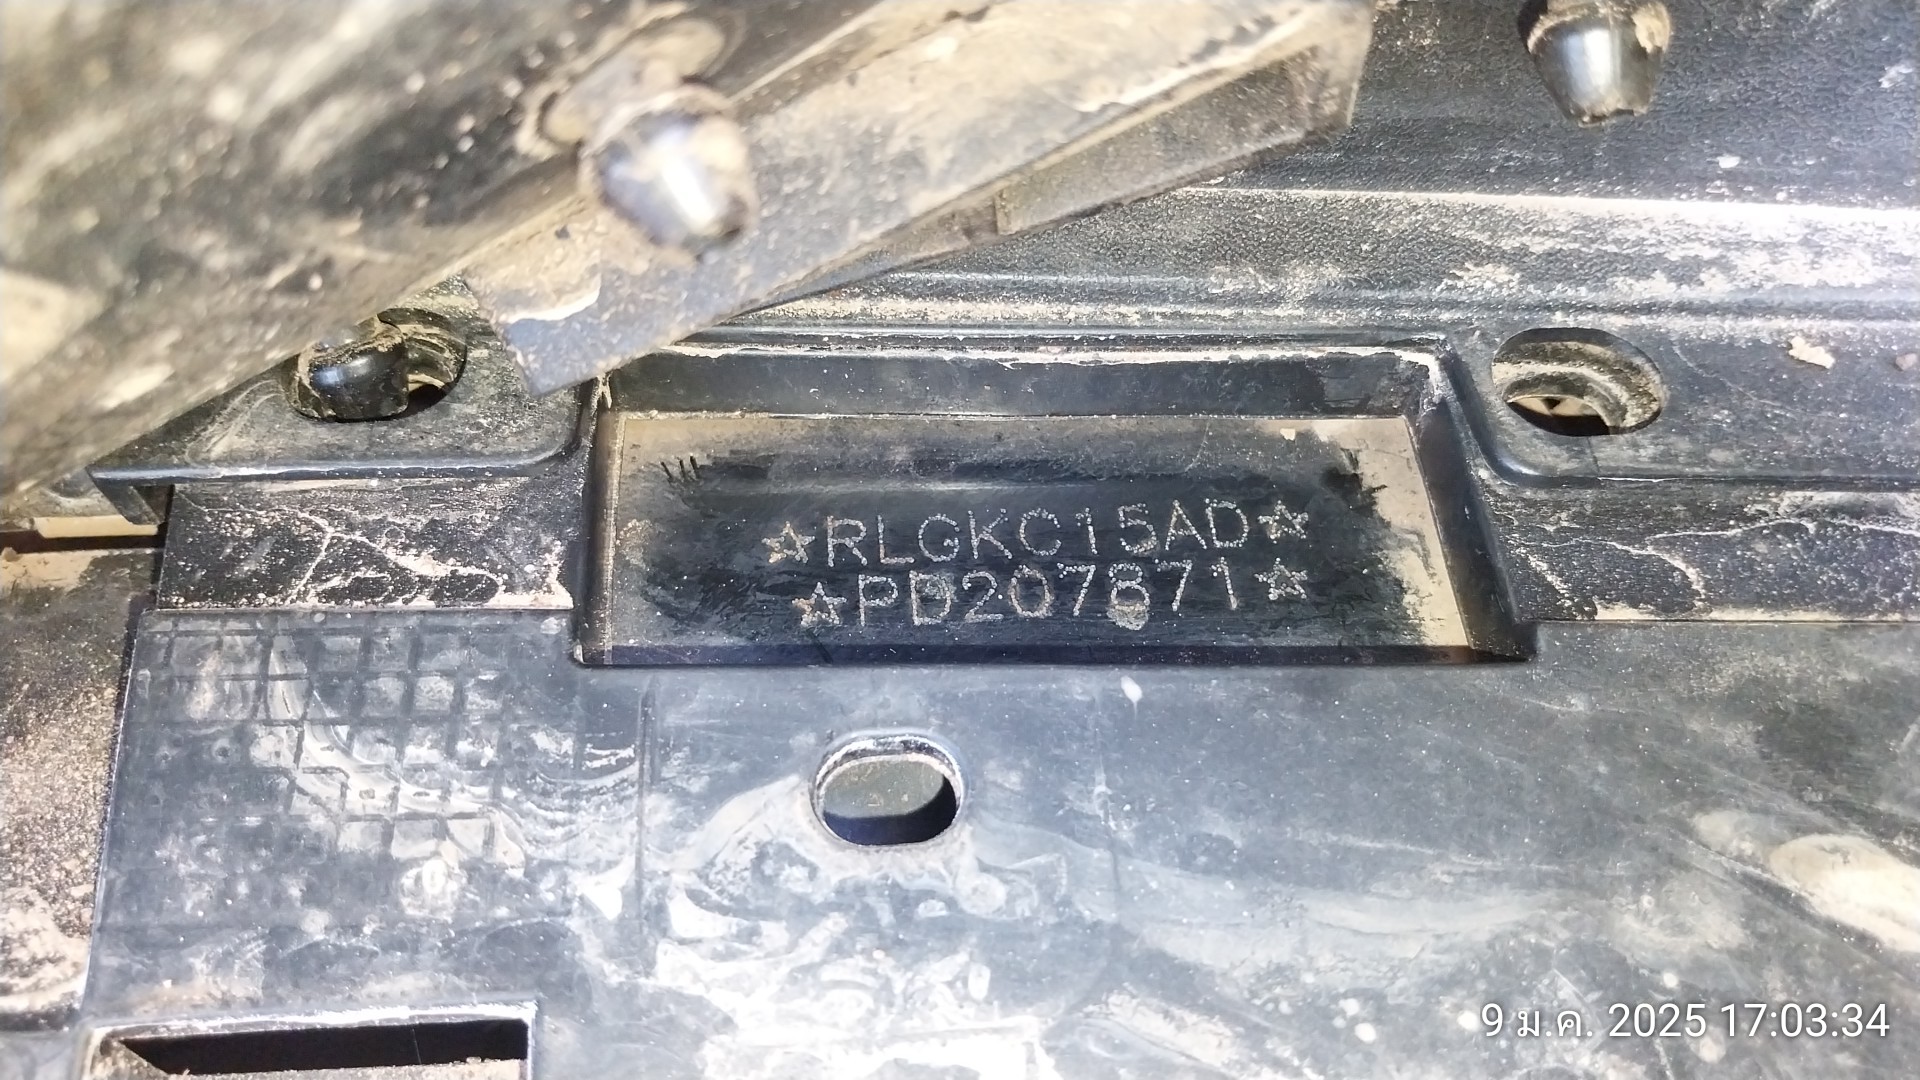 ☆RLGKC15AD☆
☆PD207871☆
9 ม.ค. 2025 17:03:34